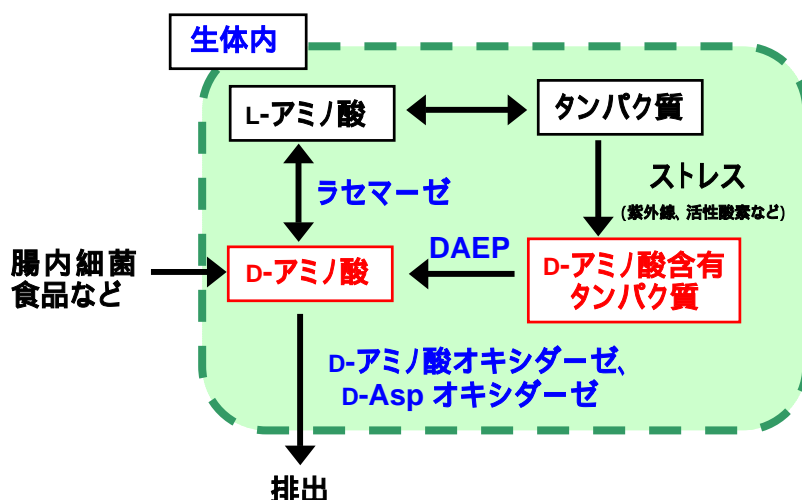 生体内
L-アミノ酸
タンパク質
ラセマーゼ
ストレス
(紫外線、活性酸素など)
腸内細菌
食品など
D-アミノ酸
DAEP
D-アミノ酸含有
タンパク質
D-アミノ酸オキシダーゼ、
D-Asp オキシダーゼ
排出